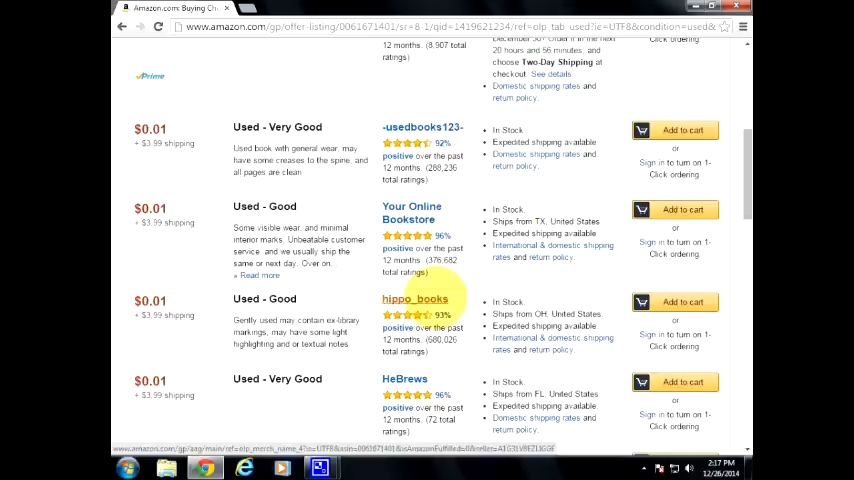 Amazon.com: Buying Cho
www.amazon.com/gp/offer-listing/0061671401/sr=8-1/qid=1419621234/ref=olp_tab_used?ie=UTF8&condition=used&
12 months. (8,907 total
ratings)
20 hours and 56 minutes, and
choose Two-Day Shipping at
checkout. See details.
Domestic shipping rates and
return policy.
Click ordering
Prime
$0.01
+ $3.99 shipping
Used - Very Good
Used book with general wear, may
have some creases to the spine, and
all pages are clean
-usedbooks123-
92%
positive over the past
12 months. (288,236
total ratings)
In Stock.
Expedited shipping available.
Domestic shipping rates and
return policy.
Add to cart
or
Sign in to turn on 1-
Click ordering
$0.01
+ $3.99 shipping
Used - Good
Some visible wear, and minimal
interior marks. Unbeatable customer
service, and we usually ship the
same or next day. Over on.
» Read more
Your Online
Bookstore
96%
positive over the past
12 months. (376,682
total ratings)
In Stock.
Ships from TX, United States
Expedited shipping available.
International & domestic shipping
rates and return policy.
Add to cart
or
Sign in to turn on 1-
Click ordering
$0.01
+ $3.99 shipping
Used - Good
Gently used may contain ex-library
markings, may have some light
highlighting and or textual notes
hippo_books
93%
positive over the past
12 months. (680,026
total ratings)
In Stock.
Ships from OH, United States.
Expedited shipping available.
International & domestic shipping
rates and return policy.
Add to cart
or
Sign in to turn on 1-
Click ordering
$0.01
+ $3.99 shipping
Used - Very Good
HeBrews
96%
positive over the past
12 months. (72 total
ratings)
In Stock.
Ships from FL, United States.
Expedited shipping available.
Domestic shipping rates and
return policy.
Add to cart
or
Sign in to turn on 1-
Click ordering
2:17 PM
12/26/2014